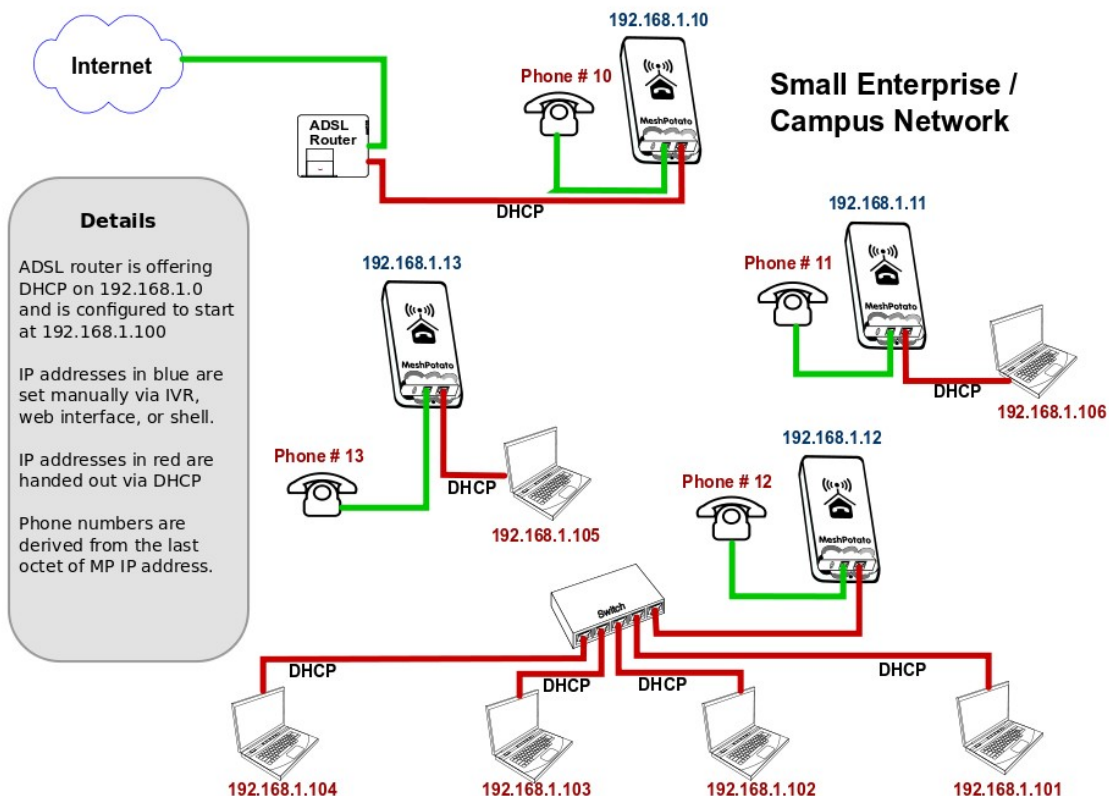 192.168.1.10
Internet
Phone # 10
Small Enterprise /
Campus Network
ADSL
Router
MeshPotato
DHCP
Details
ADSL router is offering
DHCP on 192.168.1.0
and is configured to start
at 192.168.1.100
IP addresses in blue are
set manually via IVR,
web interface, or shell.
IP addresses in red are
handed out via DHCP
Phone numbers are
derived from the last
octet of MP IP address.
192.168.1.11
Phone # 11
MeshPotato
DHCP
192.168.1.106
192.168.1.13
MeshPotato
Phone # 13
DHCP
192.168.1.105
192.168.1.12
Phone # 12
MeshPotato
Switch
DHCP
DHCP
DHCP
DHCP
192.168.1.104
192.168.1.103
192.168.1.102
192.168.1.101